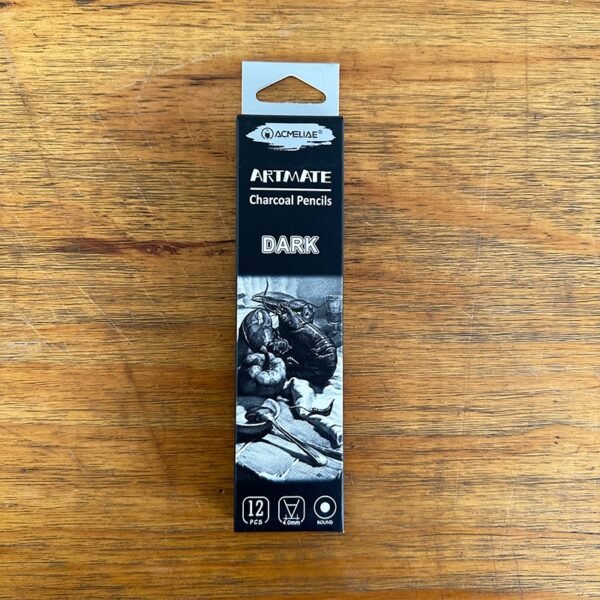 ACMELIAE®
ARTMATE
Charcoal Pencils
DARK
12
PCS
4.0mm
ROUND